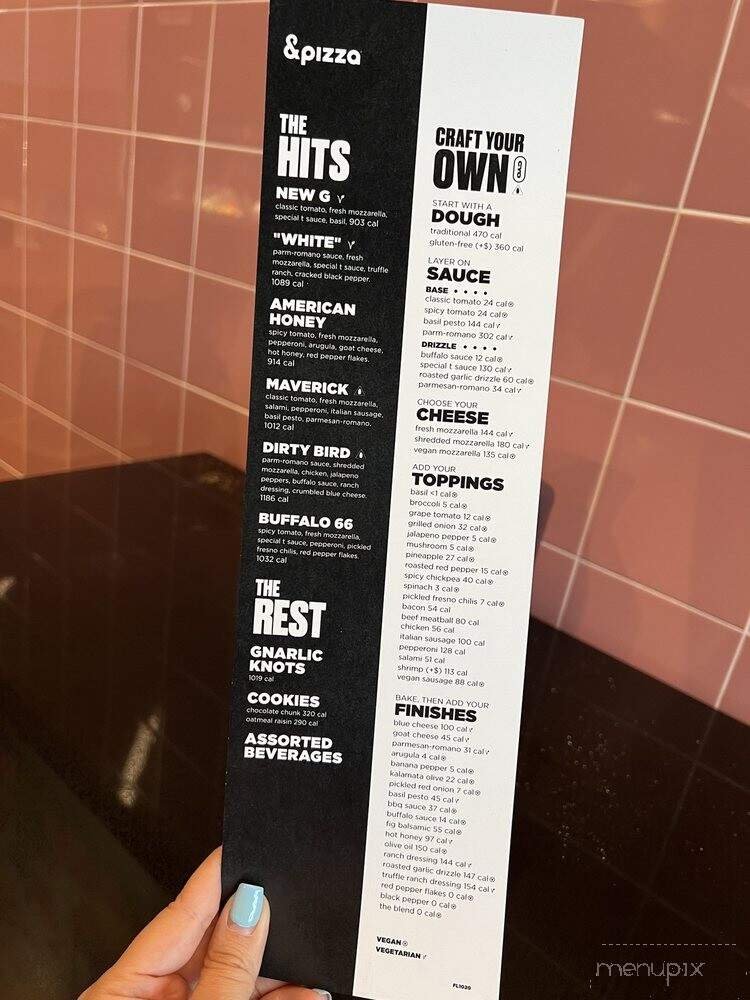 &pizza
THE
HITS
NEW G
classic tomato, fresh mozzarella,
special t sauce, basil, 903 cal
"WHITE"
parm-romano sauce, fresh
mozzarella, special t sauce, truffle
ranch, cracked black pepper.
1089 cal
AMERICAN
HONEY
spicy tomato, fresh mozzarella,
pepperoni, arugula, goat cheese,
hot honey, red pepper flakes.
914 cal
MAVERICK
classic tomato, fresh mozzarella,
salami, pepperoni, italian sausage,
basil pesto, parmesan-romano.
1012 cal
DIRTY BIRD
parm-romano sauce, shredded
mozzarella, chicken, jalapeno
peppers, buffalo sauce, ranch
dressing, crumbled blue cheese.
1186 cal
BUFFALO 66
spicy tomato, fresh mozzarella,
special t sauce, pepperoni, pickled
fresno chilis, red pepper flakes.
1032 cal
THE
REST
GNARLIC
KNOTS
1019 cal
COOKIES
chocolate chunk 320 cal
oatmeal raisin 290 cal
ASSORTED
BEVERAGES
CRAFT YOUR
OWN
START WITH A
DOUGH
traditional 470 cal
gluten-free (+$) 360 cal
LAYER ON
SAUCE
BASE • • • •
classic tomato 24 cal
spicy tomato 24 cal
basil pesto 144 cal
parm-romano 302 cal
DRIZZLE • • • •
buffalo sauce 12 cal
special t sauce 130 cal
roasted garlic drizzle 60 cal
parmesan-romano 34 cal
CHOOSE YOUR
CHEESE
fresh mozzarella 144 cal
shredded mozzarella 180 cal
vegan mozzarella 135 cal
ADD YOUR
TOPPINGS
basil <1 cal
broccoli 5 cal
grape tomato 12 cal
grilled onion 32 cal
jalapeno pepper 5 cal
mushroom 5 cal
pineapple 27 cal
roasted red pepper 15 cal
spicy chickpea 40 cal
spinach 3 cal
pickled fresno chilis 7 cal
bacon 54 cal
beef meatball 80 cal
chicken 56 cal
italian sausage 100 cal
pepperoni 128 cal
salami 51 cal
shrimp (+$) 113 cal
vegan sausage 88 cal
BAKE, THEN ADD YOUR
FINISHES
blue cheese 100 cal
goat cheese 45 cal
parmesan-romano 31 cal
arugula 4 cal
banana pepper 5 cal
kalamata olive 22 cal
pickled red onion 7 cal
basil pesto 45 cal
bbq sauce 37 cal
buffalo sauce 14 cal
fig balsamic 55 cal
hot honey 97 cal
olive oil 150 cal
ranch dressing 144 cal
roasted garlic drizzle 147 cal
truffle ranch dressing 154 cal
red pepper flakes 0 cal
black pepper 0 cal
the blend 0 cal
VEGAN
VEGETARIAN
FL1020
menupix